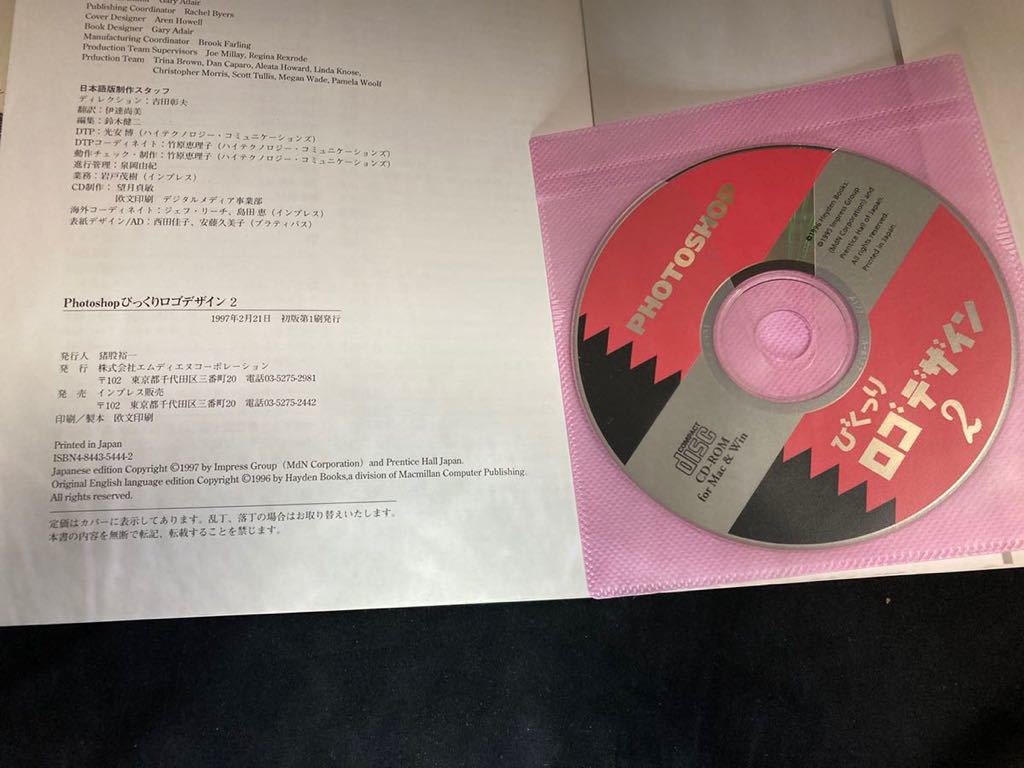 Gary Adair
Publishing Coordinator Rachel Byers
Cover Designer Aren Howell
Book Designer Gary Adair
Manufacturing Coordinator Brook Farling
Production Team Supervisors Joe Millay, Regina Rexrode
Prduction Team Trina Brown, Dan Caparo, Aleata Howard, Linda Knose,
Christopher Morris, Scott Tullis, Megan Wade, Pamela Woolf
日本語版制作スタッフ
ディレクション：吉田彰夫
翻訳：伊達尚美
編集：鈴木健二
DTP：光安 博（ハイテクノロジー・コミュニケーションズ）
DTPコーディネイト：竹原恵理子（ハイテクノロジー・コミュニケーションズ）
動作チェック・制作：竹原恵理子（ハイテクノロジー・コミュニケーションズ）
進行管理：泉岡由紀
業務：岩戸茂樹（インプレス）
CD制作： 望月貞敏
欧文印刷 デジタルメディア事業部
海外コーディネイト：ジェフ・リーチ、島田 恵（インプレス）
表紙デザイン/AD：西田佳子、安藤久美子（プラティパス）
Photoshopびっくりロゴデザイン 2
1997年2月21日 初版第1刷発行
発行人 猪股裕一
発 行 株式会社エムディエヌコーポレーション
〒102 東京都千代田区三番町20 電話03-5275-2981
発 売 インプレス販売
〒102 東京都千代田区三番町20 電話03-5275-2442
印刷/製本 欧文印刷
Printed in Japan
ISBN4-8443-5444-2
Japanese edition Copyright ©1997 by Impress Group（MdN Corporation）and Prentice Hall Japan.
Original English language edition Copyright ©1996 by Hayden Books,a division of Macmillan Computer Publishing.
All rights reserved.
定価はカバーに表示してあります。乱丁、落丁の場合はお取り替えいたします。
本書の内容を無断で転記、転載することを禁じます。
PHOTOSHOP
©1996 Hayden Books.
©1995 Impress Group
(MdN Corporation) and
Prentice Hall of Japan.
All rights reserved.
Printed in Japan.
びくっり
ロゴ・デザイン
2
COMPACT
disc
CD-ROM
for Mac & Win